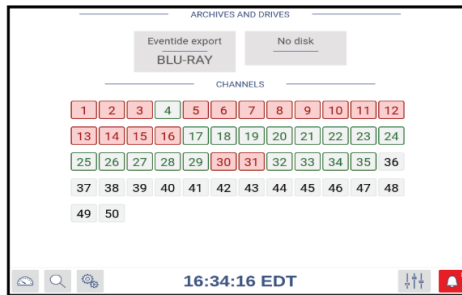 ARCHIVES AND DRIVES
Eventide export No disk
BLU-RAY
CHANNELS
1 2 3 4 5 6 7 8 9 10 11 12
13 14 15 16 17 18 19 20 21 22 23 24
25 26 27 28 29 30 31 32 33 34 35 36
37 38 39 40 41 42 43 44 45 46 47 48
49 50
16:34:16 EDT